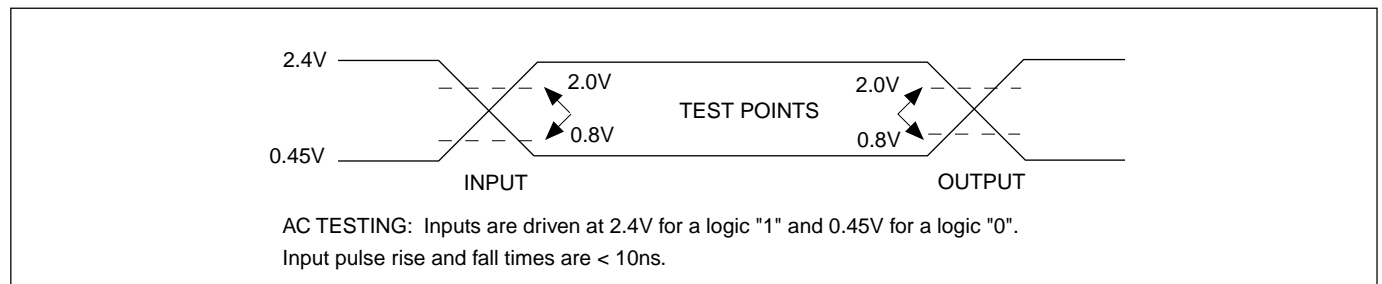 2.4V
2.0V
2.0V
TEST POINTS
0.8V
0.8V
0.45V
INPUT
OUTPUT
AC TESTING: Inputs are driven at 2.4V for a logic "1" and 0.45V for a logic "0".
Input pulse rise and fall times are < 10ns.